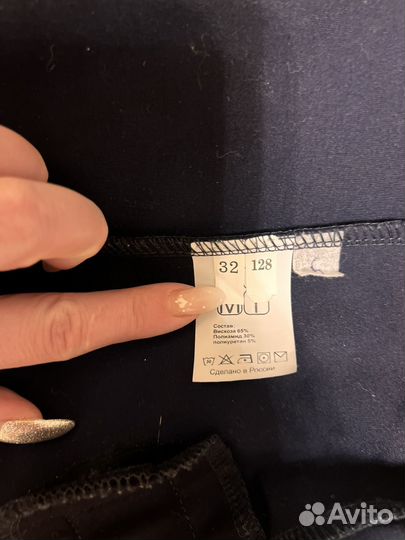 32 128
Состав
Вискоза 65%
Полиамид 30%
полиуретан 5%
Сделано в России
Avito